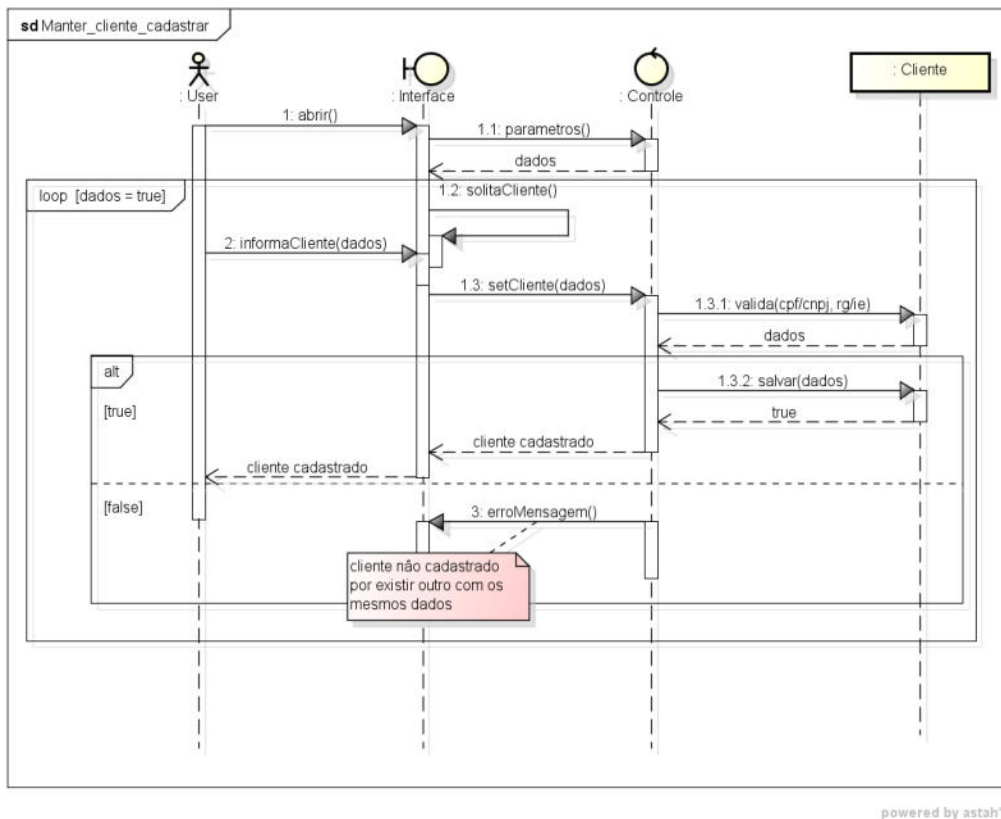 sd Manter_cliente_cadastrar
: User
: Interface
: Controle
: Cliente
1: abrir()
1.1: parametros()
dados
loop [dados = true]
1.2: solitaCliente()
2: informaCliente(dados)
1.3: setCliente(dados)
1.3.1: valida(cpf/cnpj, rg/ie)
dados
alt
1.3.2: salvar(dados)
[true]
true
cliente cadastrado
cliente cadastrado
[false]
3: erroMensagem()
cliente não cadastrado
por existir outro com os
mesmos dados
powered by astah*